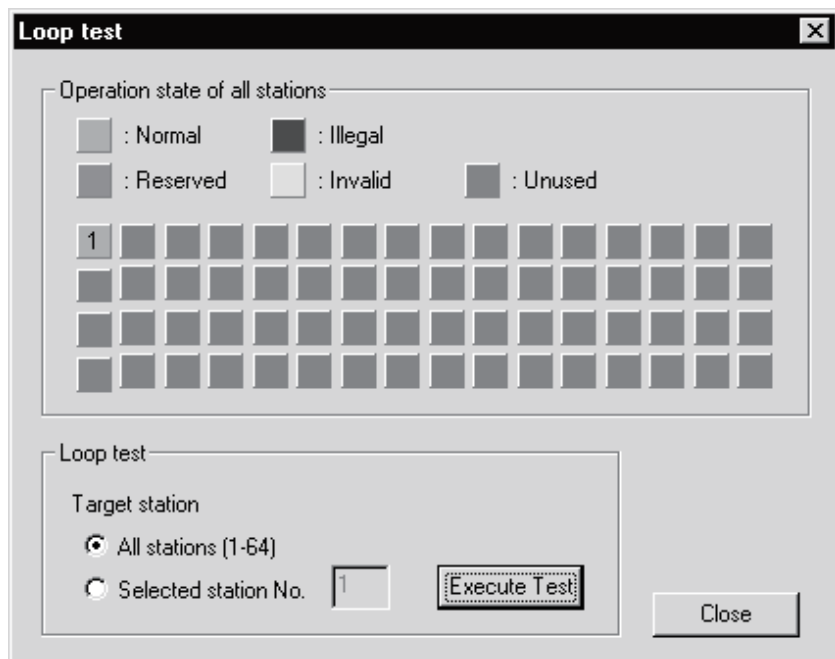 Loop test
Operation state of all stations
: Normal : Illegal
: Reserved : Invalid : Unused
1
Loop test
Target station
All stations (1-64)
Selected station No. 1 Execute Test
Close